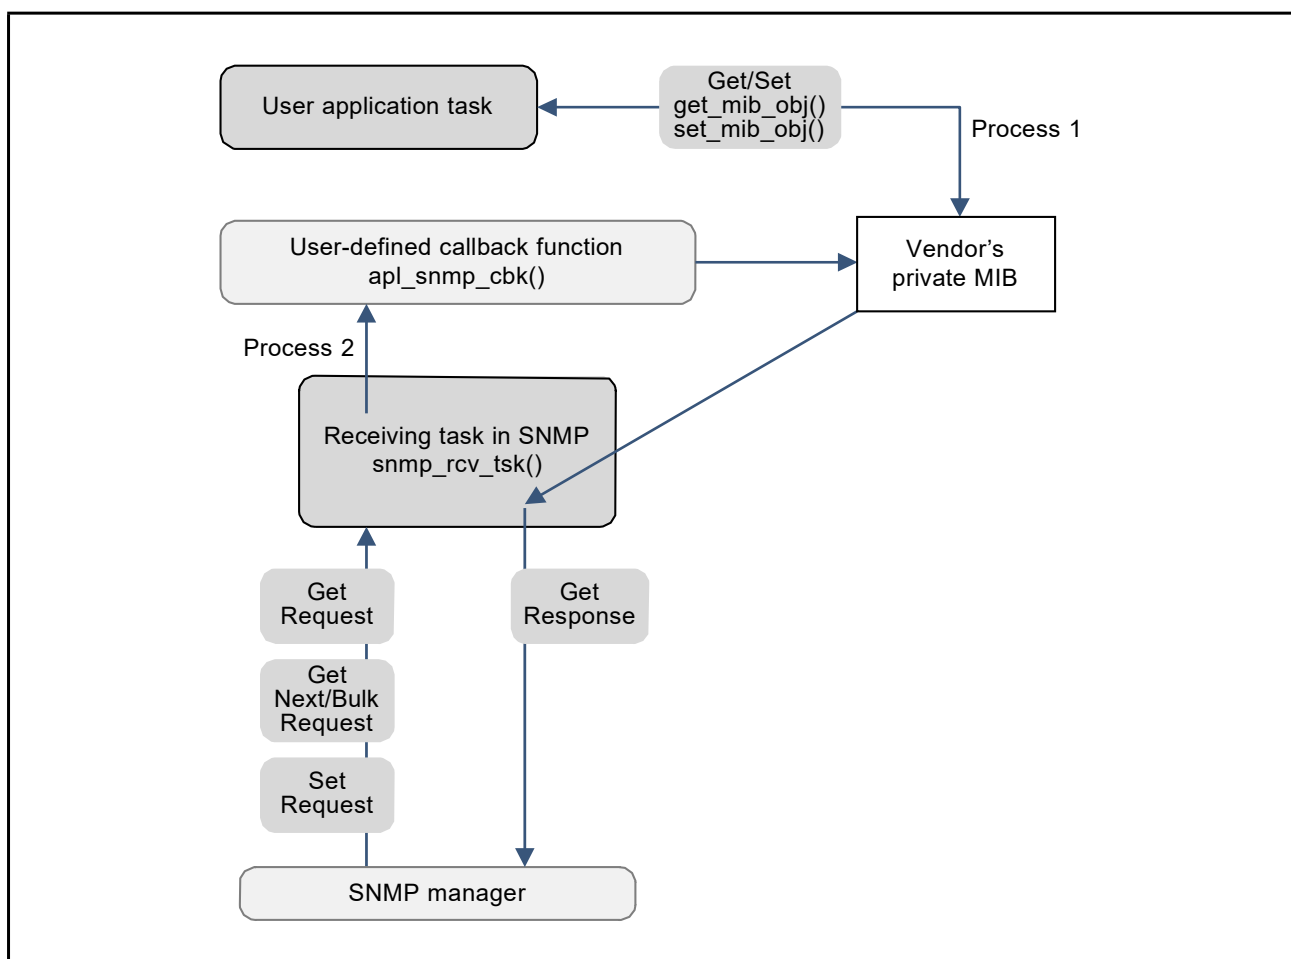 User application task
Get/Set
get_mib_obj()
set_mib_obj()
Process 1
User-defined callback function
apl_snmp_cbk()
Vendor’s
private MIB
Process 2
Receiving task in SNMP
snmp_rcv_tsk()
Get
Request
Get
Response
Get
Next/Bulk
Request
Set
Request
SNMP manager